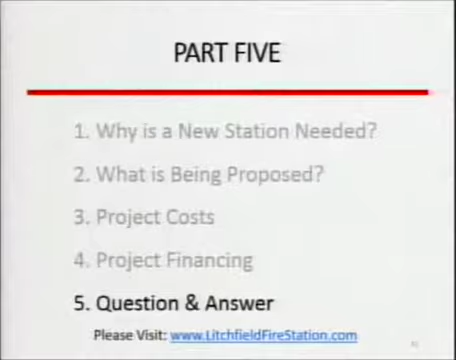 PART FIVE
1. Why is a New Station Needed?
2. What is Being Proposed?
3. Project Costs
4. Project Financing
5. Question & Answer
Please Visit: www.LitchfieldFireStation.com